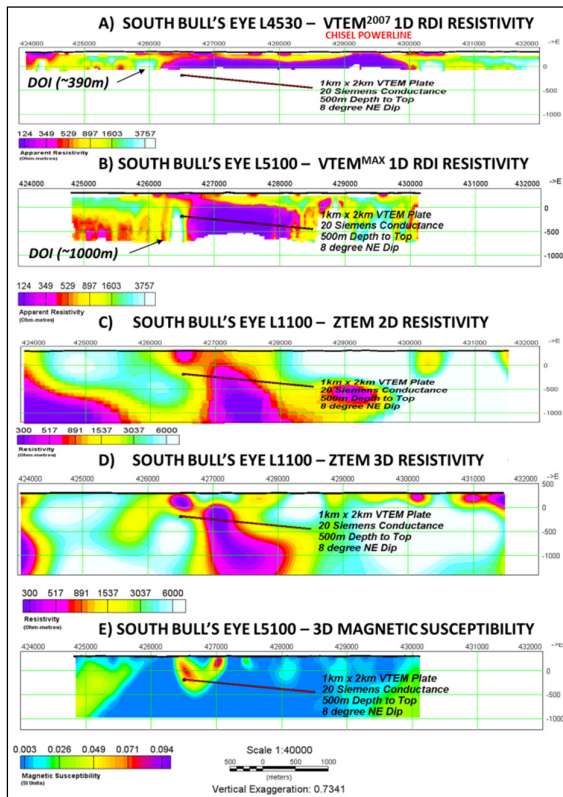 A) SOUTH BULL'S EYE L4530 – VTEM2007 1D RDI RESISTIVITY
CHISEL POWERLINE
424000 425000 426000 427000 428000 429000 430000 431000 432000
->E
0
-500
-1000
DOI (~390m)
1km x 2km VTEM Plate
20 Siemens Conductance
500m Depth to Top
8 degree NE Dip
124 349 529 897 1603 3757
Apparent Resistivity
(Ohm-metres)
B) SOUTH BULL'S EYE L5100 – VTEMMAX 1D RDI RESISTIVITY
424000 425000 426000 427000 428000 429000 430000 431000 432000
->E
0
-500
-1000
DOI (~1000m)
1km x 2km VTEM Plate
20 Siemens Conductance
500m Depth to Top
8 degree NE Dip
124 349 529 897 1603 3757
Apparent Resistivity
(Ohm-metres)
C) SOUTH BULL'S EYE L1100 – ZTEM 2D RESISTIVITY
424000 425000 426000 427000 428000 429000 430000 431000 432000
->E
0
-500
-1000
1km x 2km VTEM Plate
20 Siemens Conductance
500m Depth to Top
8 degree NE Dip
300 517 891 1537 3037 6000
Resistivity
(Ohm-metres)
D) SOUTH BULL'S EYE L1100 – ZTEM 3D RESISTIVITY
424000 425000 426000 427000 428000 429000 430000 431000 432000
->E
500
0
-500
-1000
1km x 2km VTEM Plate
20 Siemens Conductance
500m Depth to Top
8 degree NE Dip
300 517 891 1537 3037 6000
Resistivity
(Ohm-metres)
E) SOUTH BULL'S EYE L5100 – 3D MAGNETIC SUSCEPTIBILITY
424000 425000 426000 427000 428000 429000 430000 431000 432000
->E
0
-500
-1000
1km x 2km VTEM Plate
20 Siemens Conductance
500m Depth to Top
8 degree NE Dip
0.003 0.026 0.049 0.071 0.094
Magnetic Susceptibility
(SI Units)
Scale 1:40000
500 0 500 1000
(meters)
Vertical Exaggeration: 0.7341